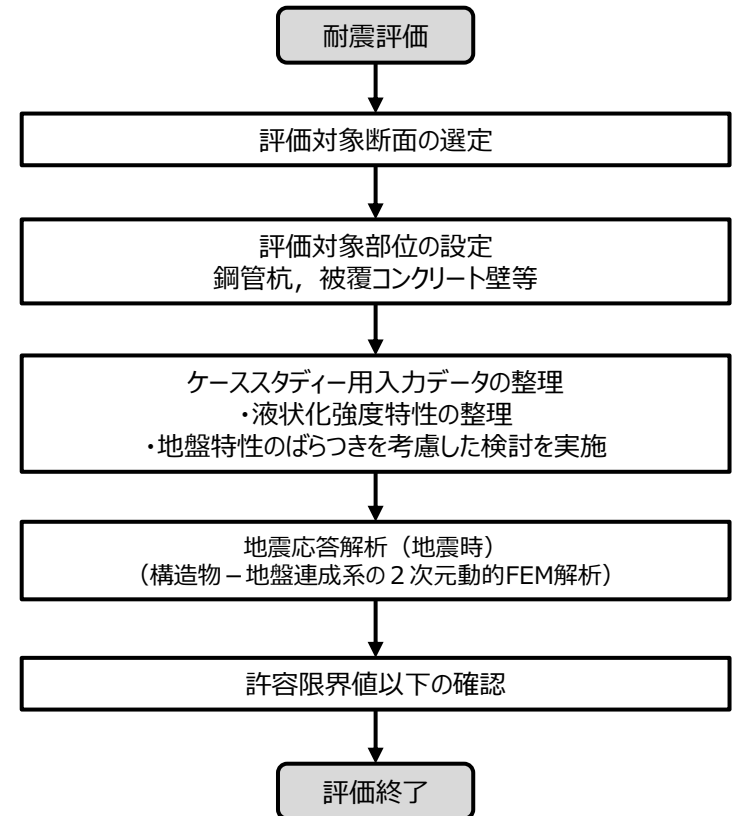 耐震評価
評価対象断面の選定
評価対象部位の設定
鋼管杭，被覆コンクリート壁等
ケーススタディー用入力データの整理
・液状化強度特性の整理
・地盤特性のばらつきを考慮した検討を実施
地震応答解析（地震時）
（構造物－地盤連成系の２次元動的FEM解析）
許容限界値以下の確認
評価終了